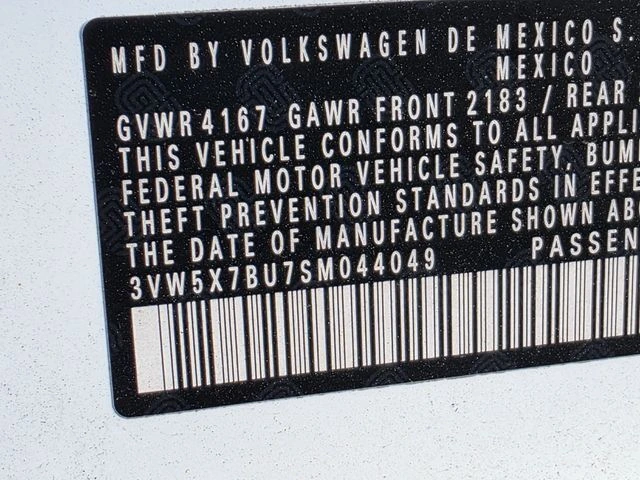 MFD BY VOLKSWAGEN DE MEXICO S.
MEXICO
GVWR 4167 GAWR FRONT 2183 / REAR
THIS VEHICLE CONFORMS TO ALL APPLI
FEDERAL MOTOR VEHICLE SAFETY, BUM
THEFT PREVENTION STANDARDS IN EFFE
THE DATE OF MANUFACTURE SHOWN ABO
3VW5X7BU7SM044049 PASSEN